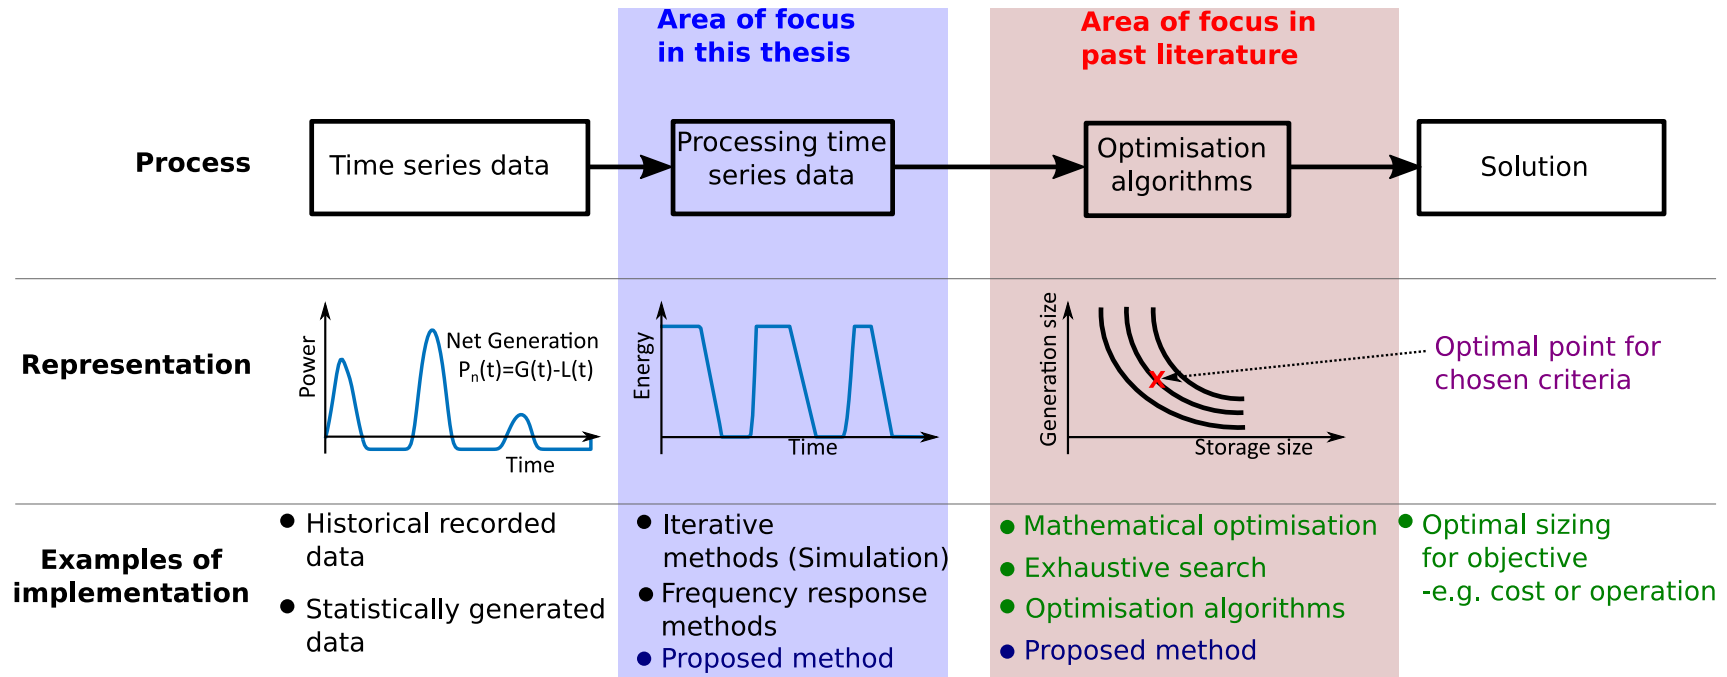 Area of focus
in this thesis
Area of focus in
past literature
Process
Time series data
Processing time
series data
Optimisation
algorithms
Solution
Representation
Power
Net Generation
Pn(t)=G(t)-L(t)
Time
Energy
Time
Generation size
Storage size
x
Optimal point for
chosen criteria
Examples of
implementation
● Historical recorded
data
● Statistically generated
data
● Iterative
methods (Simulation)
● Frequency response
methods
● Proposed method
● Mathematical optimisation
● Exhaustive search
● Optimisation algorithms
● Proposed method
● Optimal sizing
for objective
-e.g. cost or operation